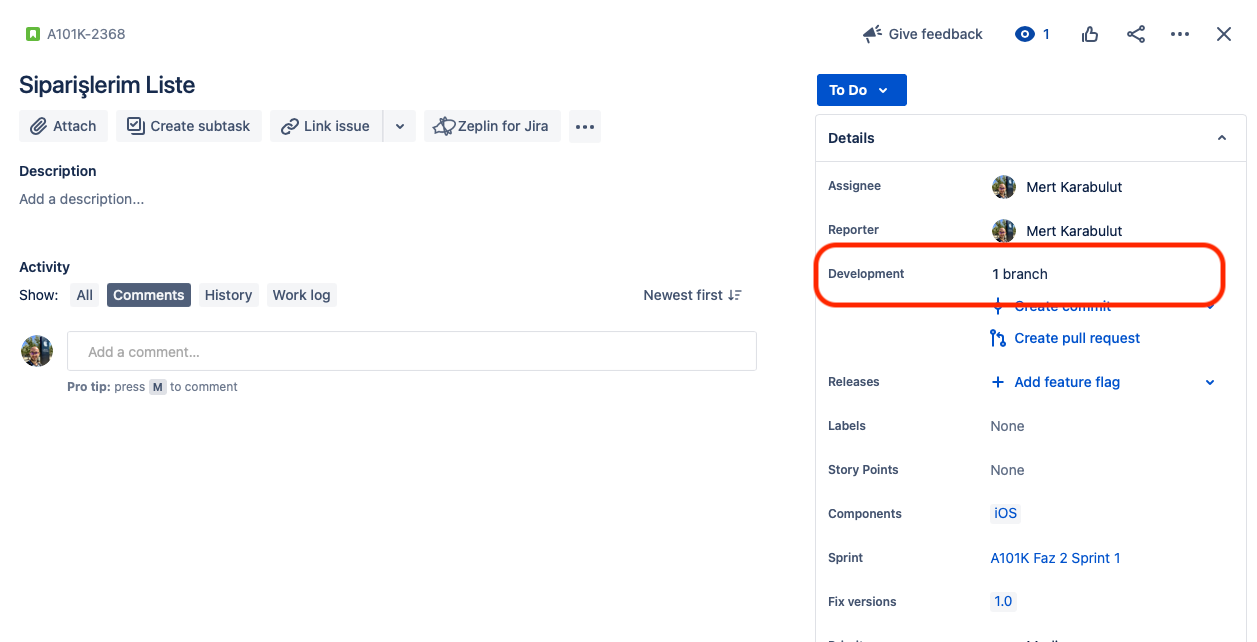 A101K-2368
Give feedback
1
Siparişlerim Liste
To Do
Attach
Create subtask
Link issue
Zeplin for Jira
Details
Description
Add a description...
Assignee
Mert Karabulut
Reporter
Mert Karabulut
Activity
Development
1 branch
Show:
All
Comments
History
Work log
Newest first
Create commit
Add a comment...
Create pull request
Pro tip: press M to comment
Releases
Add feature flag
Labels
None
Story Points
None
Components
iOS
Sprint
A101K Faz 2 Sprint 1
Fix versions
1.0